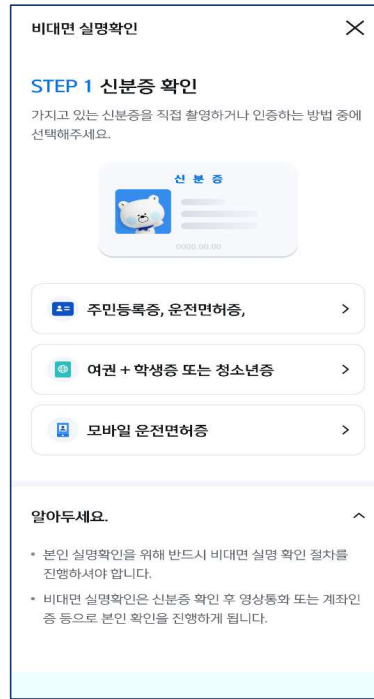 비대면 실명확인
STEP 1 신분증 확인
가지고 있는 신분증을 직접 촬영하거나 인증하는 방법 중에
선택해주세요.
신 분 증
0000.00.00
주민등록증, 운전면허증,
여권 + 학생증 또는 청소년증
모바일 운전면허증
알아두세요.
• 본인 실명확인을 위해 반드시 비대면 실명 확인 절차를
진행하셔야 합니다.
• 비대면 실명확인은 신분증 확인 후 영상통화 또는 계좌인
증 등으로 본인 확인을 진행하게 됩니다.